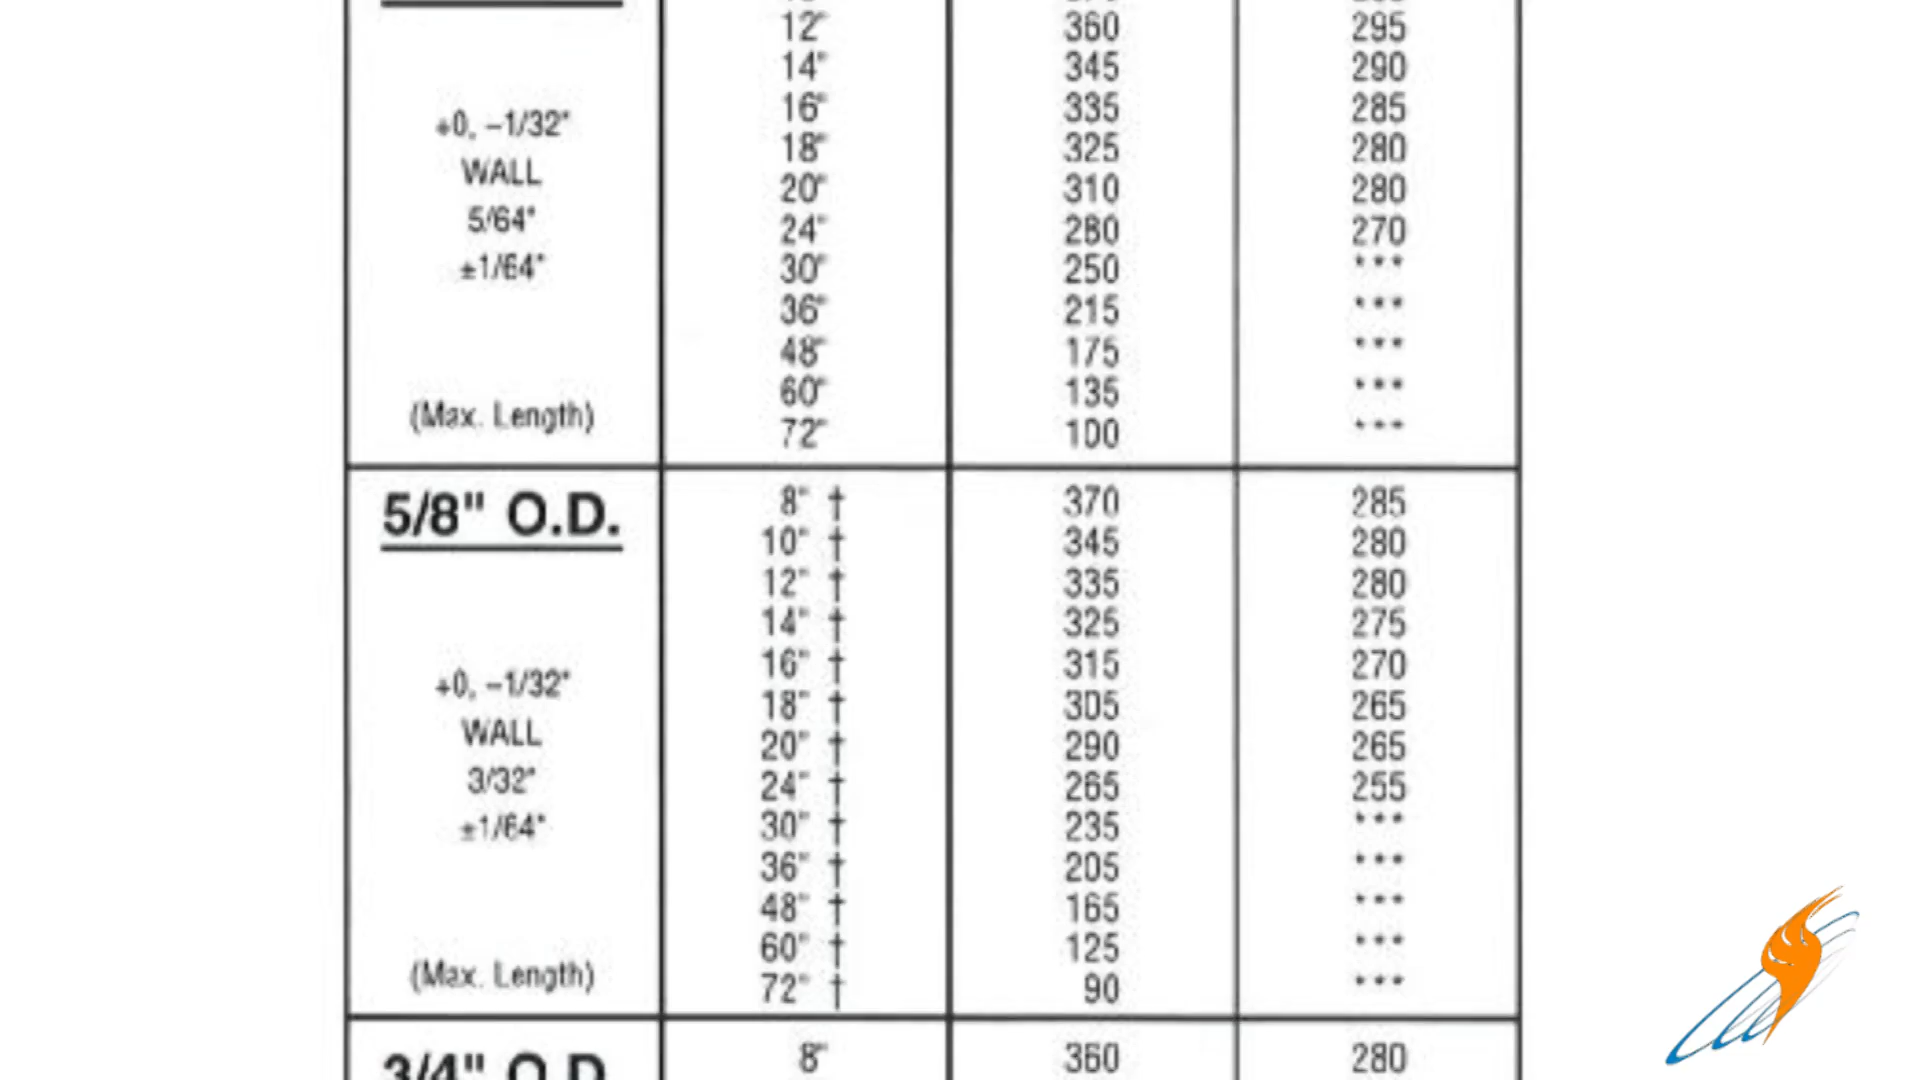 12" 360 295
14" 345 290
+0, –1/32" 16" 335 285
18" 325 280
WALL 20" 310 280
5/64" 24" 280 270
±1/64" 30" 250 ***
36" 215 ***
48" 175 ***
60" 135 ***
(Max. Length) 72" 100 ***
5/8" O.D. 8" † 370 285
10" † 345 280
12" † 335 280
14" † 325 275
+0, –1/32" 16" † 315 270
18" † 305 265
WALL 20" † 290 265
3/32" 24" † 265 255
±1/64" 30" † 235 ***
36" † 205 ***
48" † 165 ***
60" † 125 ***
(Max. Length) 72" † 90 ***
3/4" O.D. 8" 360 280